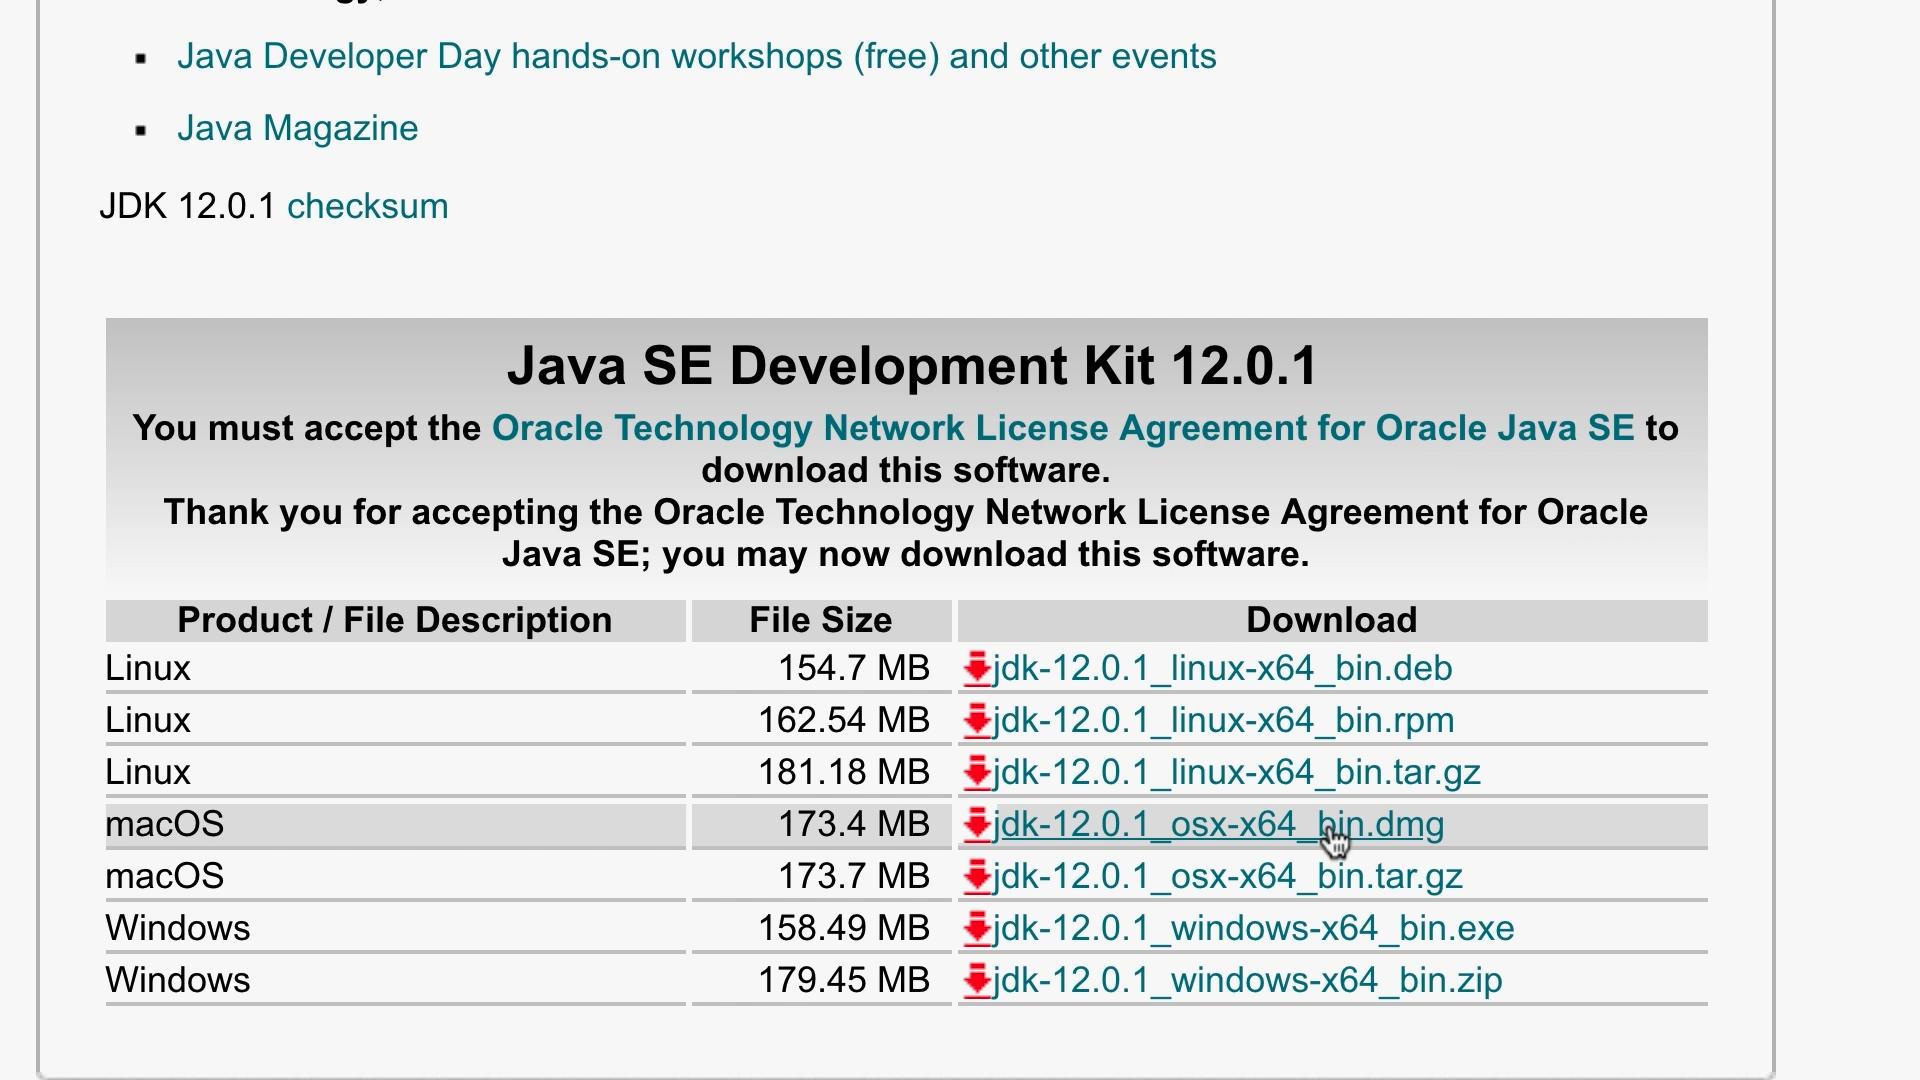 Java Developer Day hands-on workshops (free) and other events
Java Magazine
JDK 12.0.1 checksum
Java SE Development Kit 12.0.1
You must accept the Oracle Technology Network License Agreement for Oracle Java SE to
download this software.
Thank you for accepting the Oracle Technology Network License Agreement for Oracle
Java SE; you may now download this software.
Product / File Description File Size Download
Linux 154.7 MB jdk-12.0.1_linux-x64_bin.deb
Linux 162.54 MB jdk-12.0.1_linux-x64_bin.rpm
Linux 181.18 MB jdk-12.0.1_linux-x64_bin.tar.gz
macOS 173.4 MB jdk-12.0.1_osx-x64_bin.dmg
macOS 173.7 MB jdk-12.0.1_osx-x64_bin.tar.gz
Windows 158.49 MB jdk-12.0.1_windows-x64_bin.exe
Windows 179.45 MB jdk-12.0.1_windows-x64_bin.zip